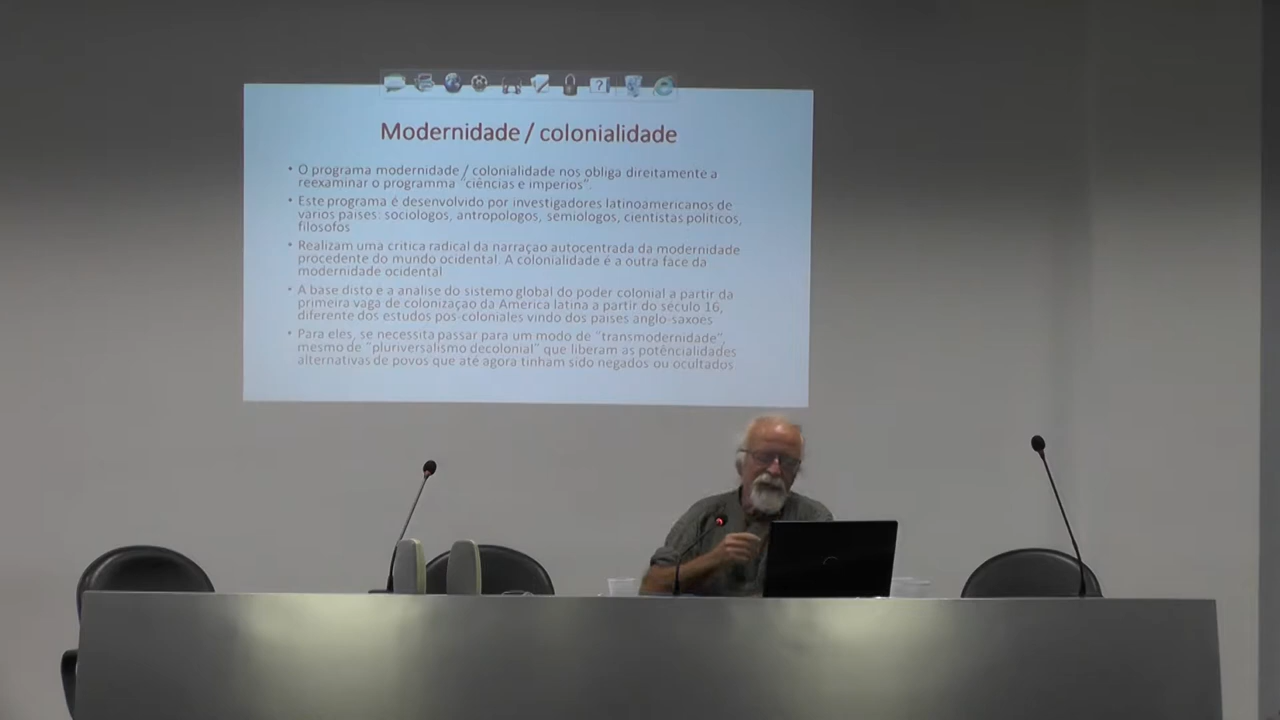 Modernidade / colonialidade
• O programa modernidade / colonialidade nos obliga direitamente a
reexaminar o programma "ciências e imperios".
• Este programa é desenvolvido por investigadores latinoamericanos de
varios paises: sociologos, antropologos, semiologos, cientistas politicos,
filosofos
• Realizam uma critica radical da narraçao autocentrada da modernidade
procedente do mundo ocidental. A colonialidade é a outra face da
modernidade ocidental
• A base disto e a analise do sistemo global do poder colonial a partir da
primeira vaga de colonizaçao da America latina a partir do século 16,
diferente dos estudos pos-coloniales vindo dos paises anglo-saxoes
• Para eles, se necessita passar para um modo de "transmodernidade",
mesmo de "pluriversalismo decolonial" que liberam as potêncialidades
alternativas de povos que até agora tinham sido negados ou ocultados